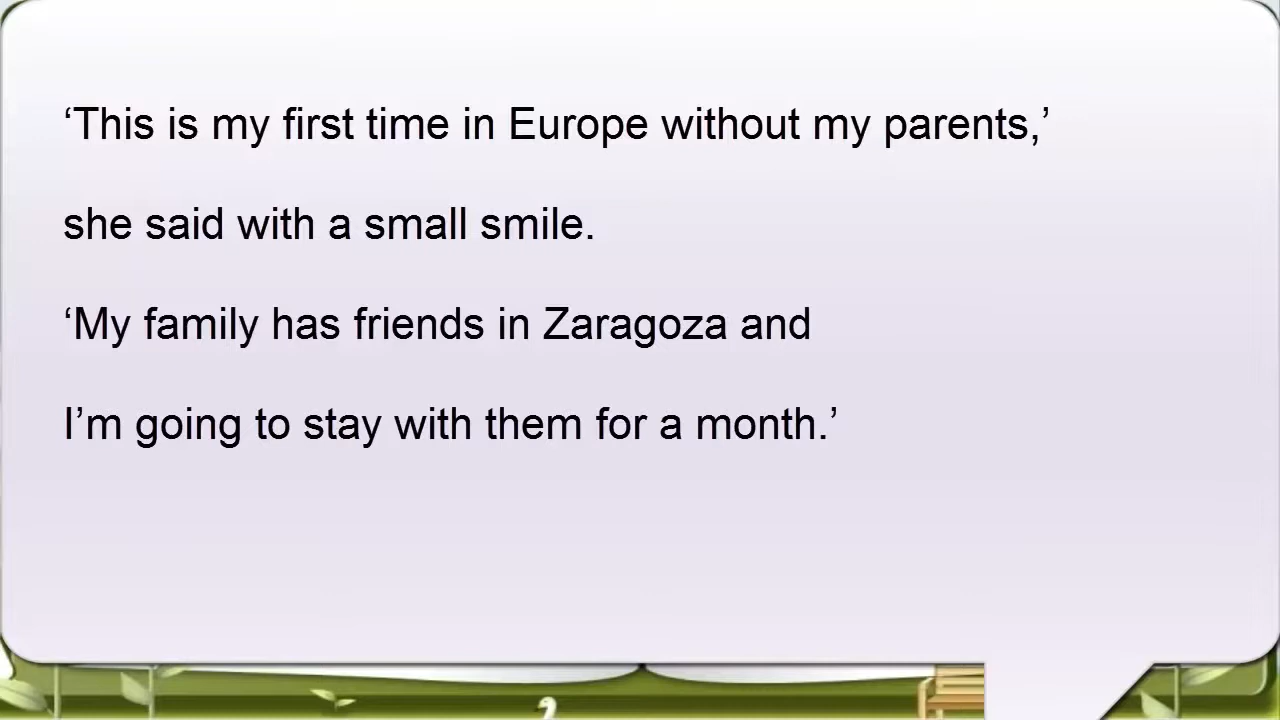 ‘This is my first time in Europe without my parents,’
she said with a small smile.
‘My family has friends in Zaragoza and
I’m going to stay with them for a month.’